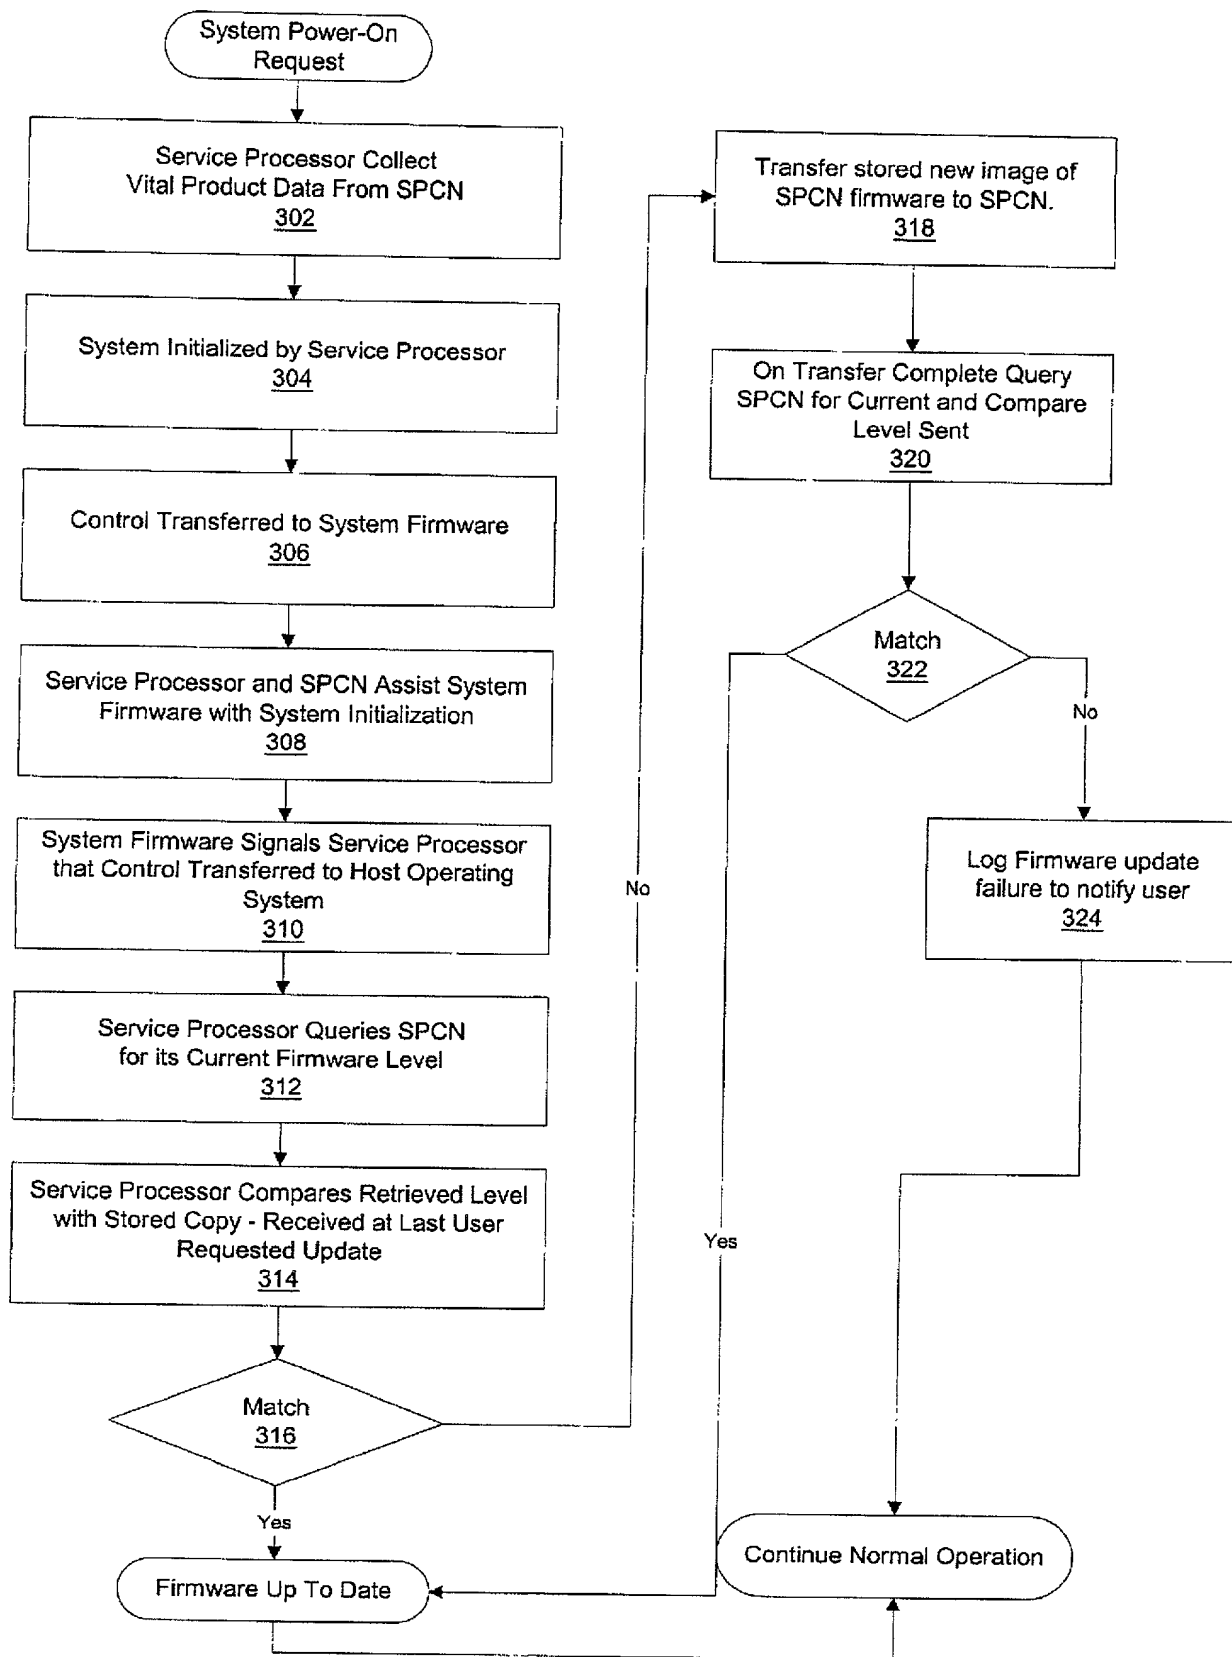 System Power-On
Request
Service Processor Collect
Vital Product Data From SPCN
302
System Initialized by Service Processor
304
Control Transferred to System Firmware
306
Service Processor and SPCN Assist System
Firmware with System Initialization
308
System Firmware Signals Service Processor
that Control Transferred to Host Operating
System
310
Service Processor Queries SPCN
for its Current Firmware Level
312
Service Processor Compares Retrieved Level
with Stored Copy - Received at Last User
Requested Update
314
Match
316
Yes
Firmware Up To Date
No
Transfer stored new image of
SPCN firmware to SPCN.
318
On Transfer Complete Query
SPCN for Current and Compare
Level Sent
320
Match
322
No
Yes
Log Firmware update
failure to notify user
324
Continue Normal Operation